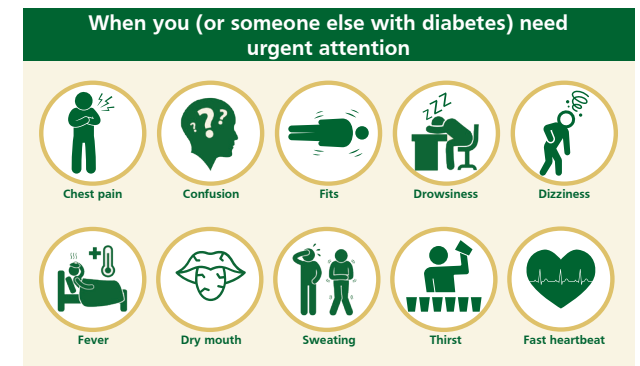 When you (or someone else with diabetes) need
urgent attention
? ? ?
zzz
Chest pain
Confusion
Fits
Drowsiness
Dizziness
Fever
Dry mouth
Sweating
Thirst
Fast heartbeat